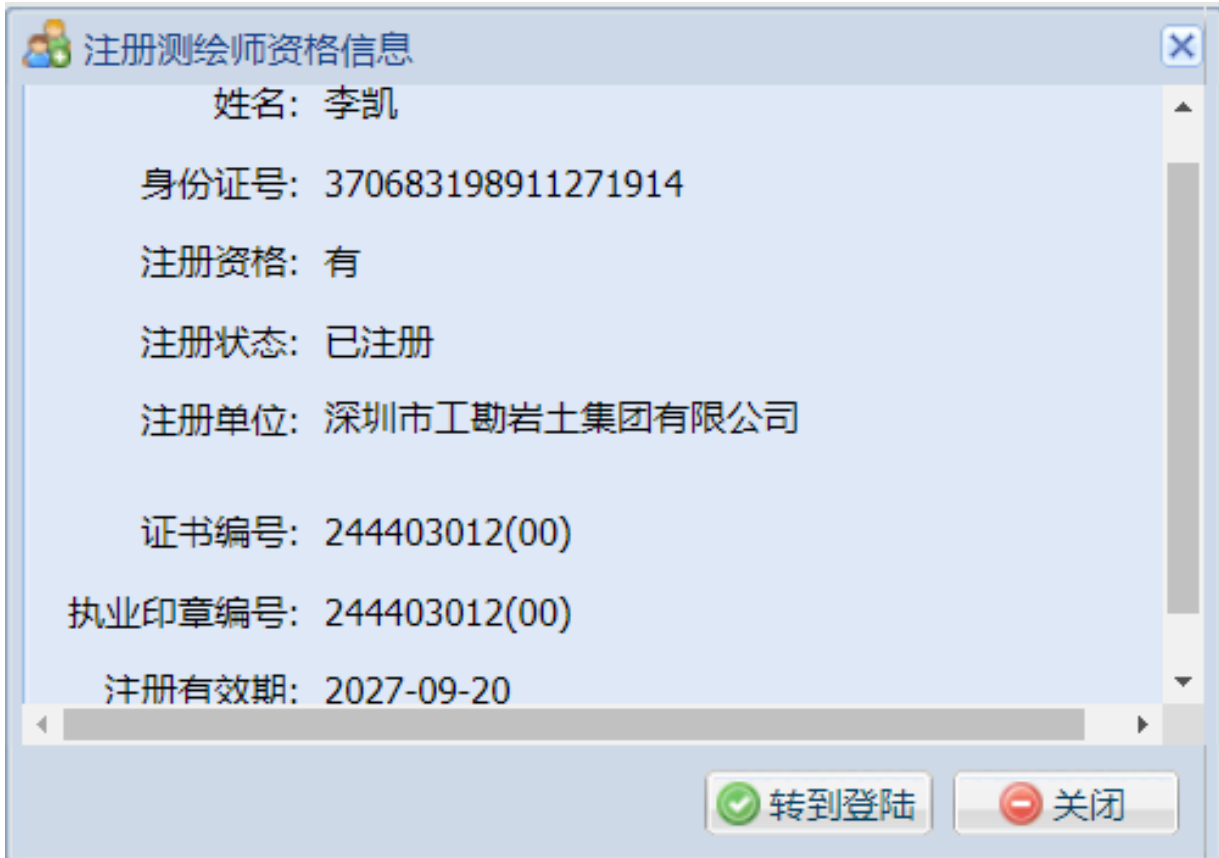 注册测绘师资格信息
姓名: 李凯
身份证号: 370683198911271914
注册资格: 有
注册状态: 已注册
注册单位: 深圳市工勘岩土集团有限公司
证书编号: 244403012(00)
执业印章编号: 244403012(00)
注册有效期: 2027-09-20
转到登陆 关闭